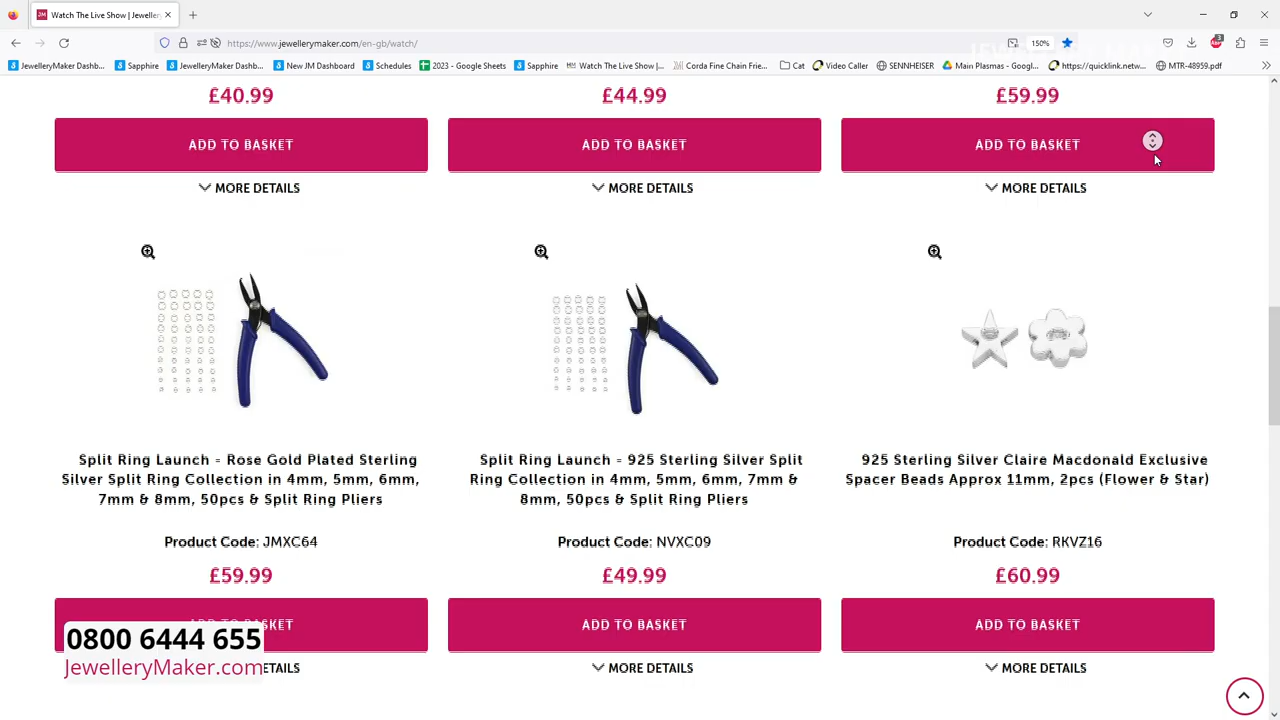 Watch The Live Show | Jeweller
https://www.jewellerymaker.com/en-gb/watch/
150%
3
JewelleryMaker Dashb...
Sapphire
JewelleryMaker Dashb...
New JM Dashboard
Schedules
2023 - Google Sheets
Sapphire
Watch The Live Show |...
Corda Fine Chain Frie...
Cat
Video Caller
SENNHEISER
Main Plasmas - Googl...
https://quicklink.netw...
MTR-48959.pdf
£40.99
£44.99
£59.99
ADD TO BASKET
ADD TO BASKET
ADD TO BASKET
MORE DETAILS
MORE DETAILS
MORE DETAILS
Split Ring Launch - Rose Gold Plated Sterling
Silver Split Ring Collection in 4mm, 5mm, 6mm,
7mm & 8mm, 50pcs & Split Ring Pliers
Product Code: JMXC64
£59.99
Split Ring Launch - 925 Sterling Silver Split
Ring Collection in 4mm, 5mm, 6mm, 7mm &
8mm, 50pcs & Split Ring Pliers
Product Code: NVXC09
£49.99
925 Sterling Silver Claire Macdonald Exclusive
Spacer Beads Approx 11mm, 2pcs (Flower & Star)
Product Code: RKVZ16
£60.99
ADD TO BASKET
ADD TO BASKET
ADD TO BASKET
0800 6444 655
JewelleryMaker.com
DETAILS
MORE DETAILS
MORE DETAILS